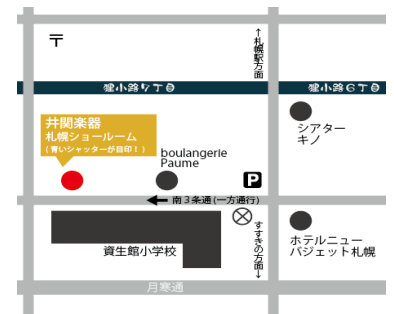 〒
↑札幌駅方面
狸小路7丁目
狸小路6丁目
井関楽器
札幌ショールーム
(青いシャッターが目印!)
boulangerie
Paume
P
シアター
キノ
← 南3条通(一方通行)
すすきの方面↓
資生館小学校
ホテルニュー
バジェット札幌
月寒通